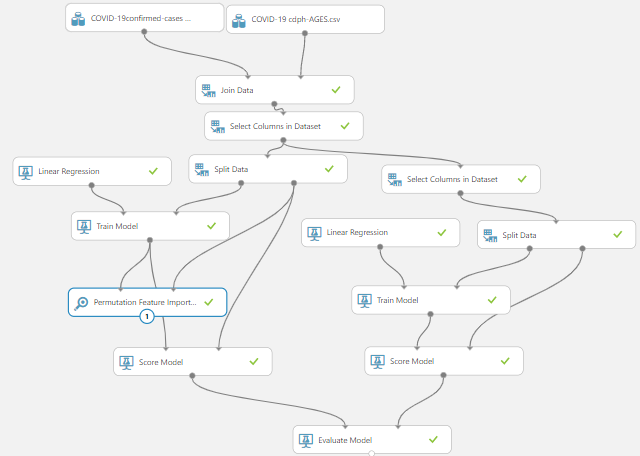 COVID-19confirmed-cases ...
COVID-19 cdph-AGES.csv
Join Data
Select Columns in Dataset
Linear Regression
Split Data
Select Columns in Dataset
Train Model
Linear Regression
Split Data
Permutation Feature Import...
1
Train Model
Score Model
Score Model
Evaluate Model